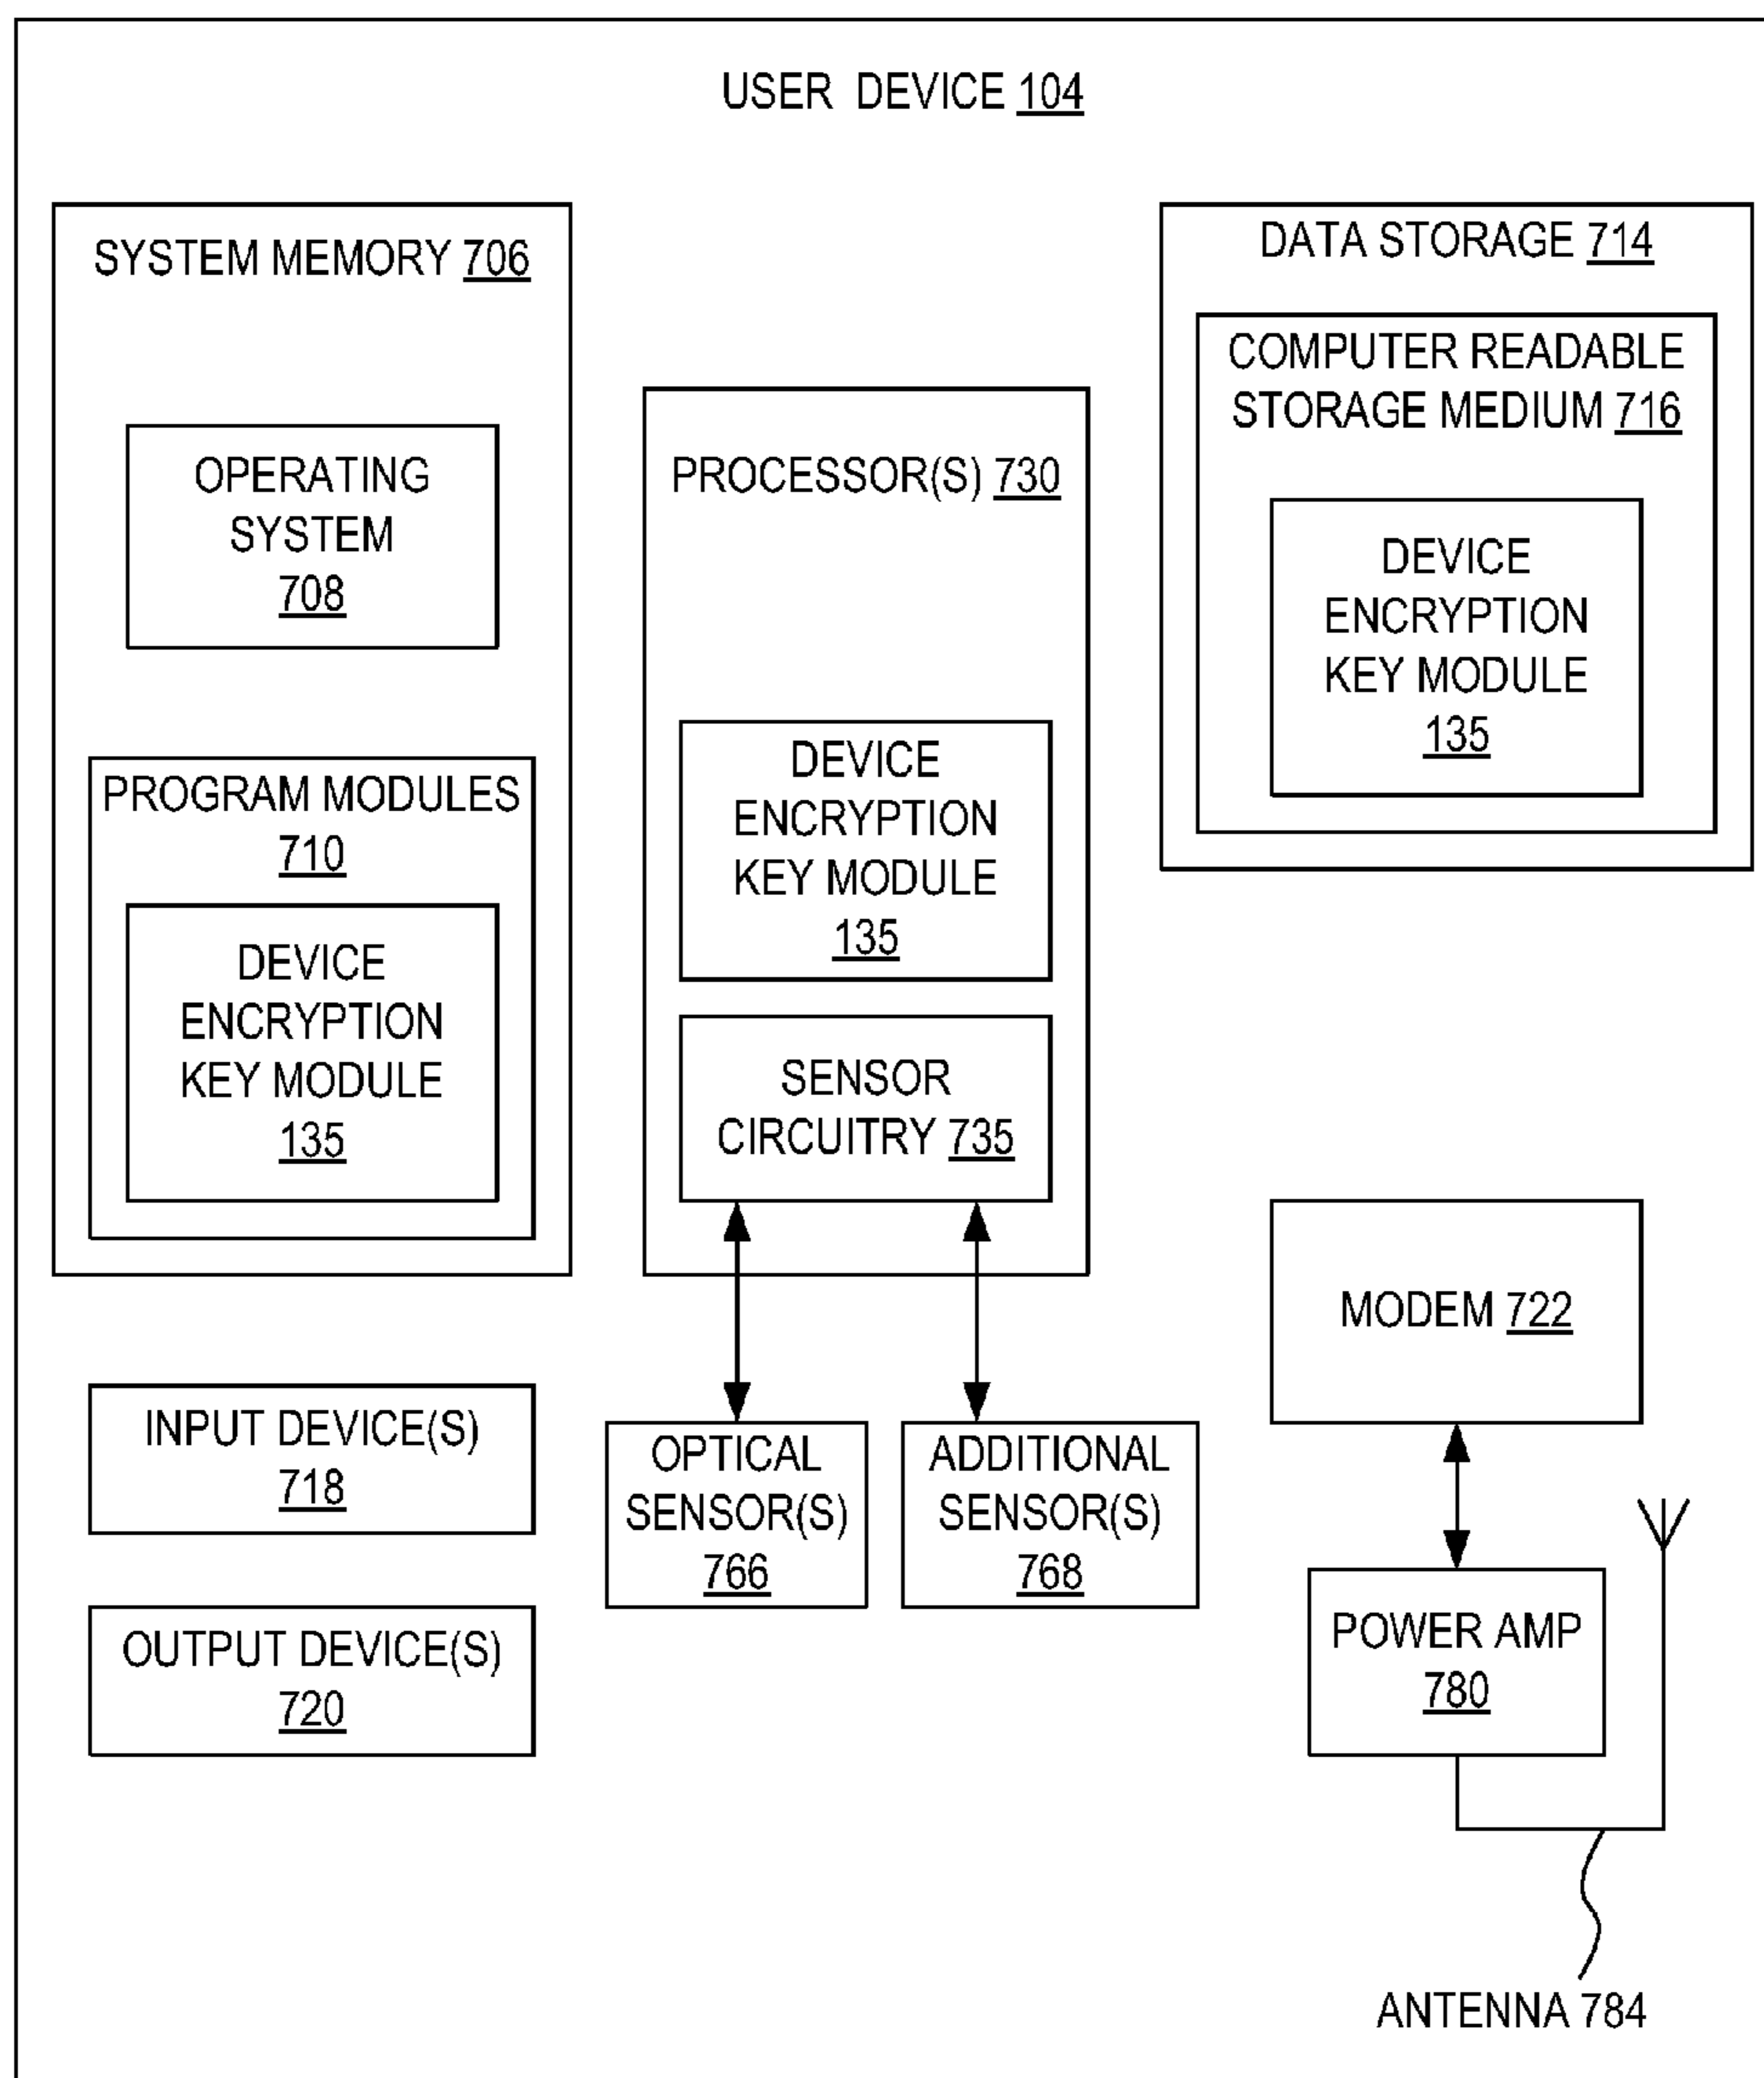 USER DEVICE 104
SYSTEM MEMORY 706
OPERATING
SYSTEM
708
PROGRAM MODULES
710
DEVICE
ENCRYPTION
KEY MODULE
135
PROCESSOR(S) 730
DEVICE
ENCRYPTION
KEY MODULE
135
SENSOR
CIRCUITRY 735
DATA STORAGE 714
COMPUTER READABLE
STORAGE MEDIUM 716
DEVICE
ENCRYPTION
KEY MODULE
135
INPUT DEVICE(S)
718
OUTPUT DEVICE(S)
720
OPTICAL
SENSOR(S)
766
ADDITIONAL
SENSOR(S)
768
MODEM 722
POWER AMP
780
ANTENNA 784